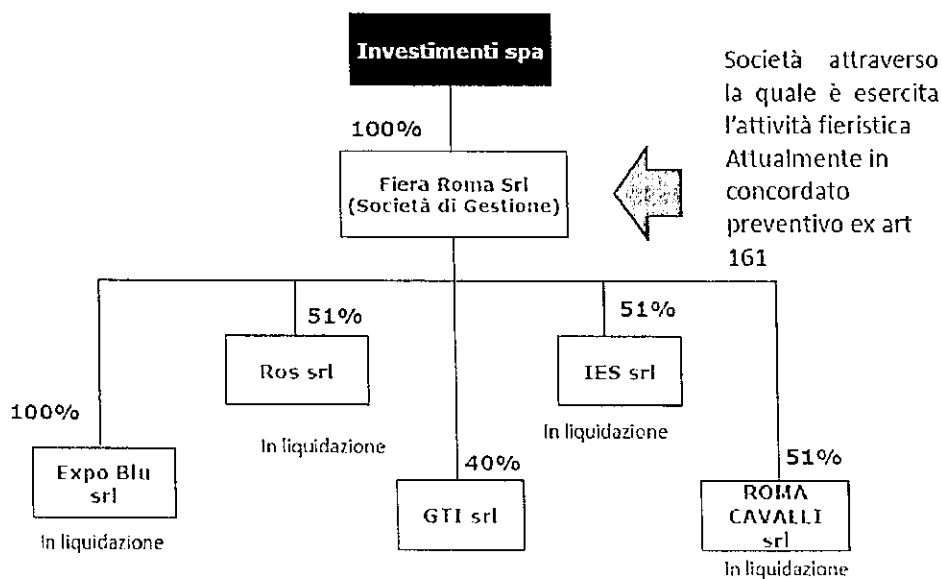 Investimenti spa
Società attraverso
la quale è esercita
l'attività fieristica
Attualmente in
concordato
preventivo ex art
161
100%
Fiera Roma Srl
(Società di Gestione)
51%
Ros srl
In liquidazione
51%
IES srl
In liquidazione
100%
Expo Blu
srl
In liquidazione
40%
GTI srl
51%
ROMA
CAVALLI
srl
In liquidazione